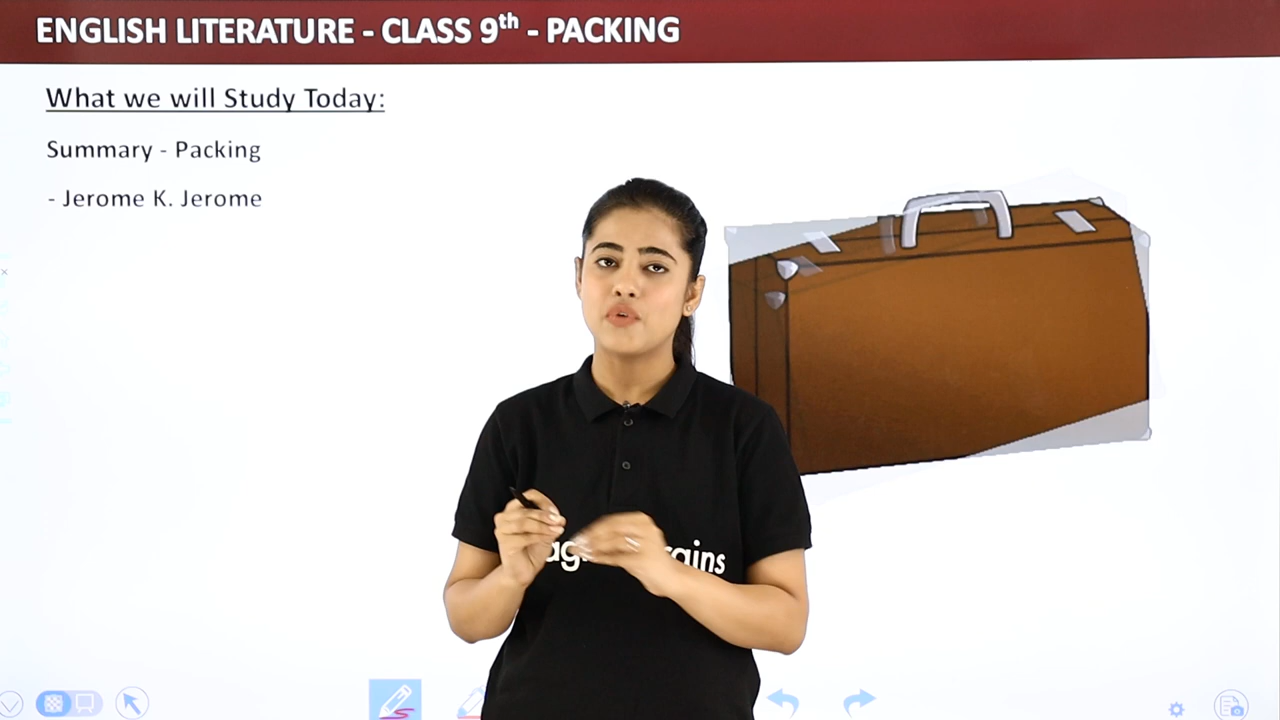 ENGLISH LITERATURE - CLASS 9th - PACKING
What we will Study Today:
Summary - Packing
- Jerome K. Jerome